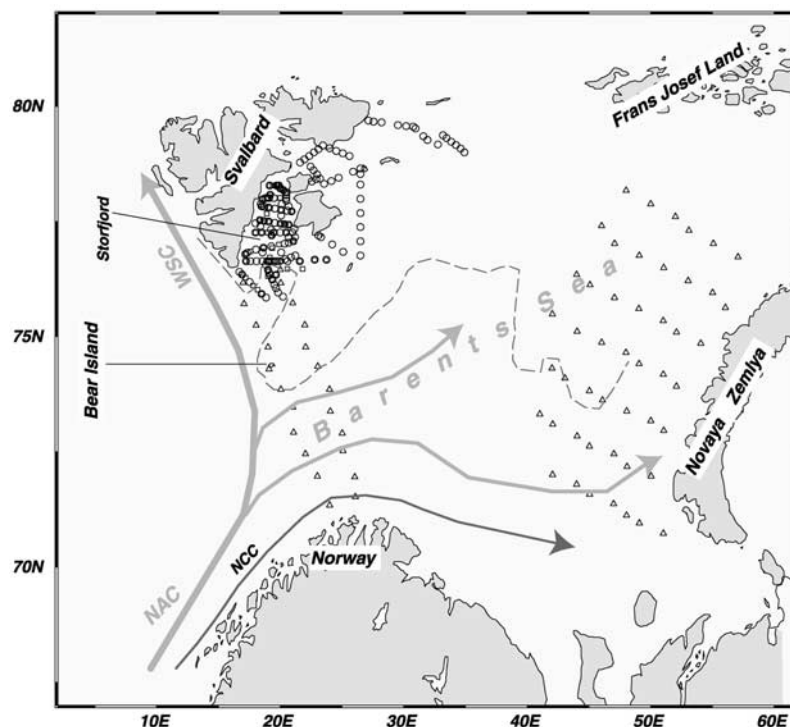 Frans Josef Land
80N
Svalbard
Storfjord
WSC
75N
Bear Island
Barents Sea
Novaya Zemlya
NCC
70N
Norway
NAC
10E 20E 30E 40E 50E 60E